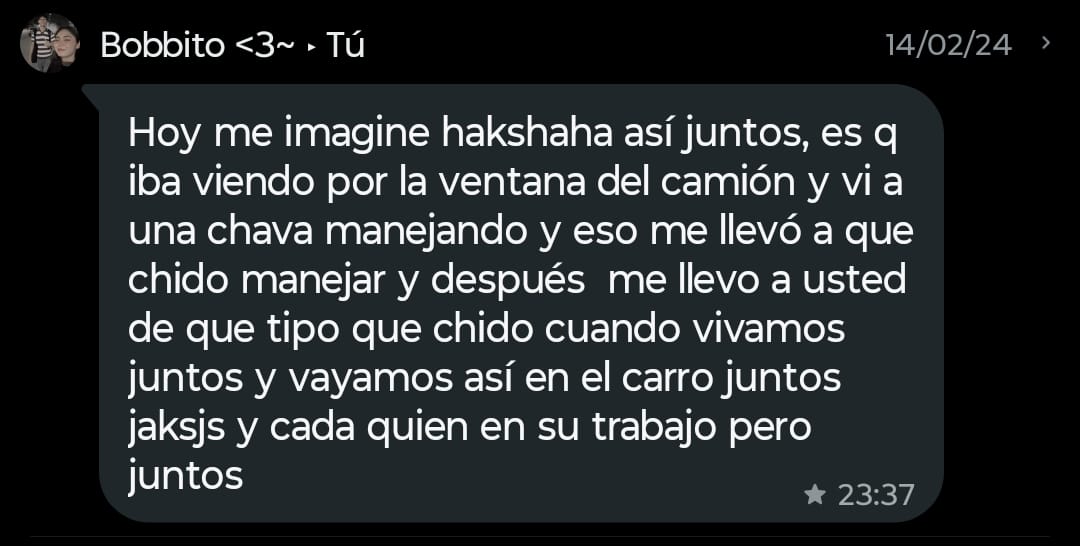 Bobbito <3~ ▸ Tú 14/02/24 >
Hoy me imagine hakshaha así juntos, es q
iba viendo por la ventana del camión y vi a
una chava manejando y eso me llevó a que
chido manejar y después  me llevo a usted
de que tipo que chido cuando vivamos
juntos y vayamos así en el carro juntos
jaksjs y cada quien en su trabajo pero
juntos
★ 23:37